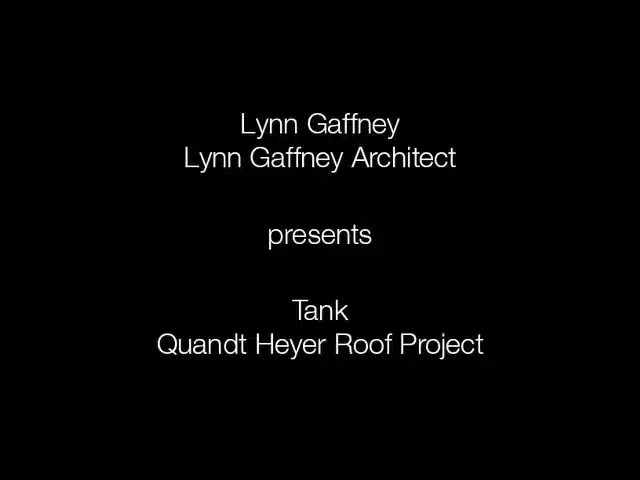 Lynn Gaffney
Lynn Gaffney Architect
presents
Tank
Quandt Heyer Roof Project